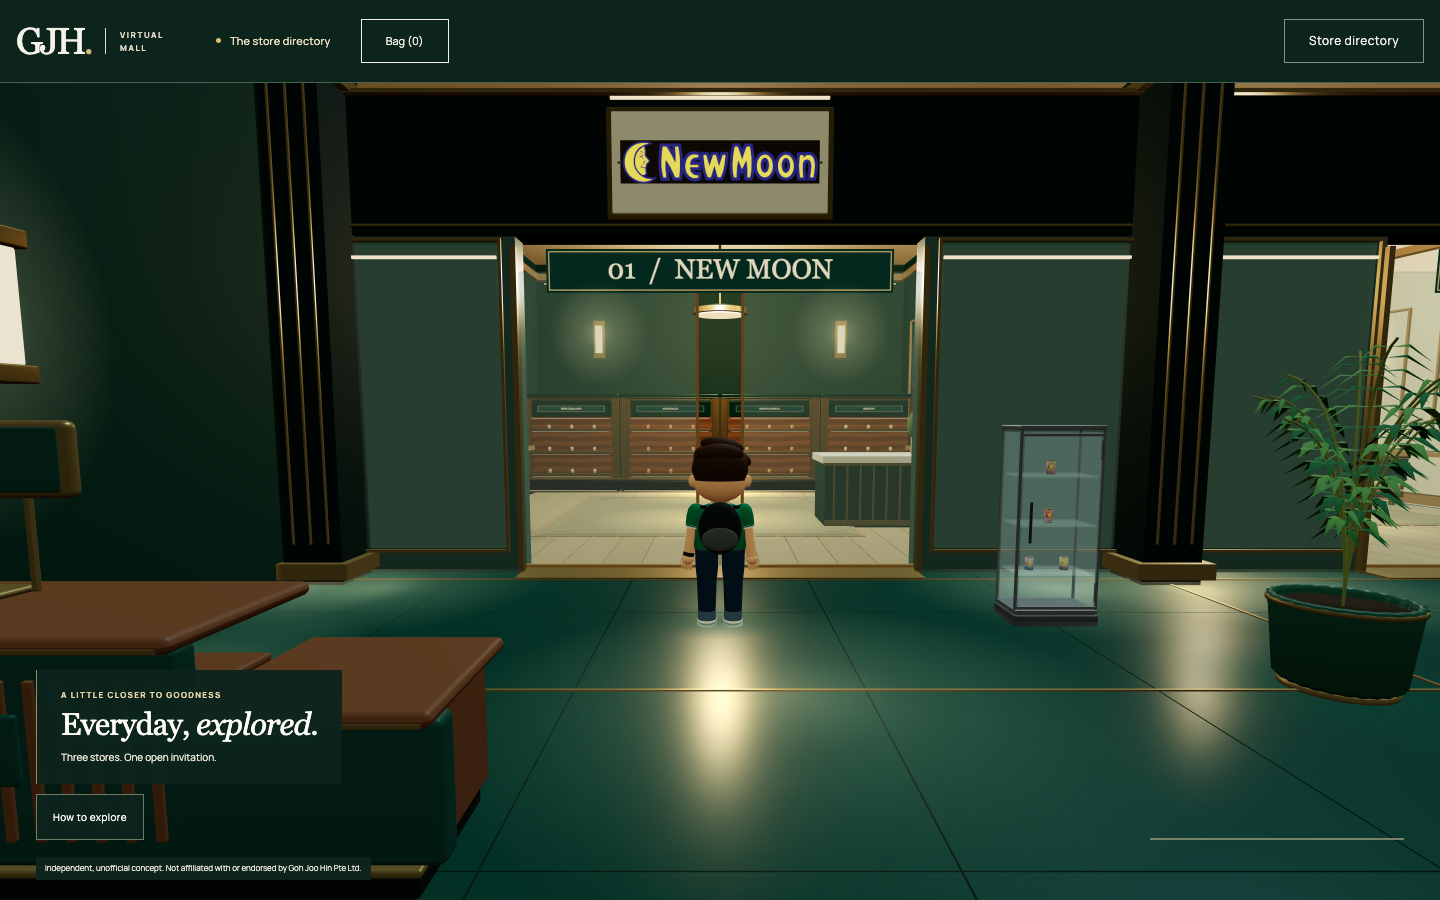 GJH.
VIRTUAL
MALL
The store directory
Bag (0)
Store directory
NewMoon
01 / NEW MOON
A LITTLE CLOSER TO GOODNESS
Everyday, explored.
Three stores. One open invitation.
How to explore
Independent, unofficial concept. Not affiliated with or endorsed by Goh Joo Hin Pte Ltd.